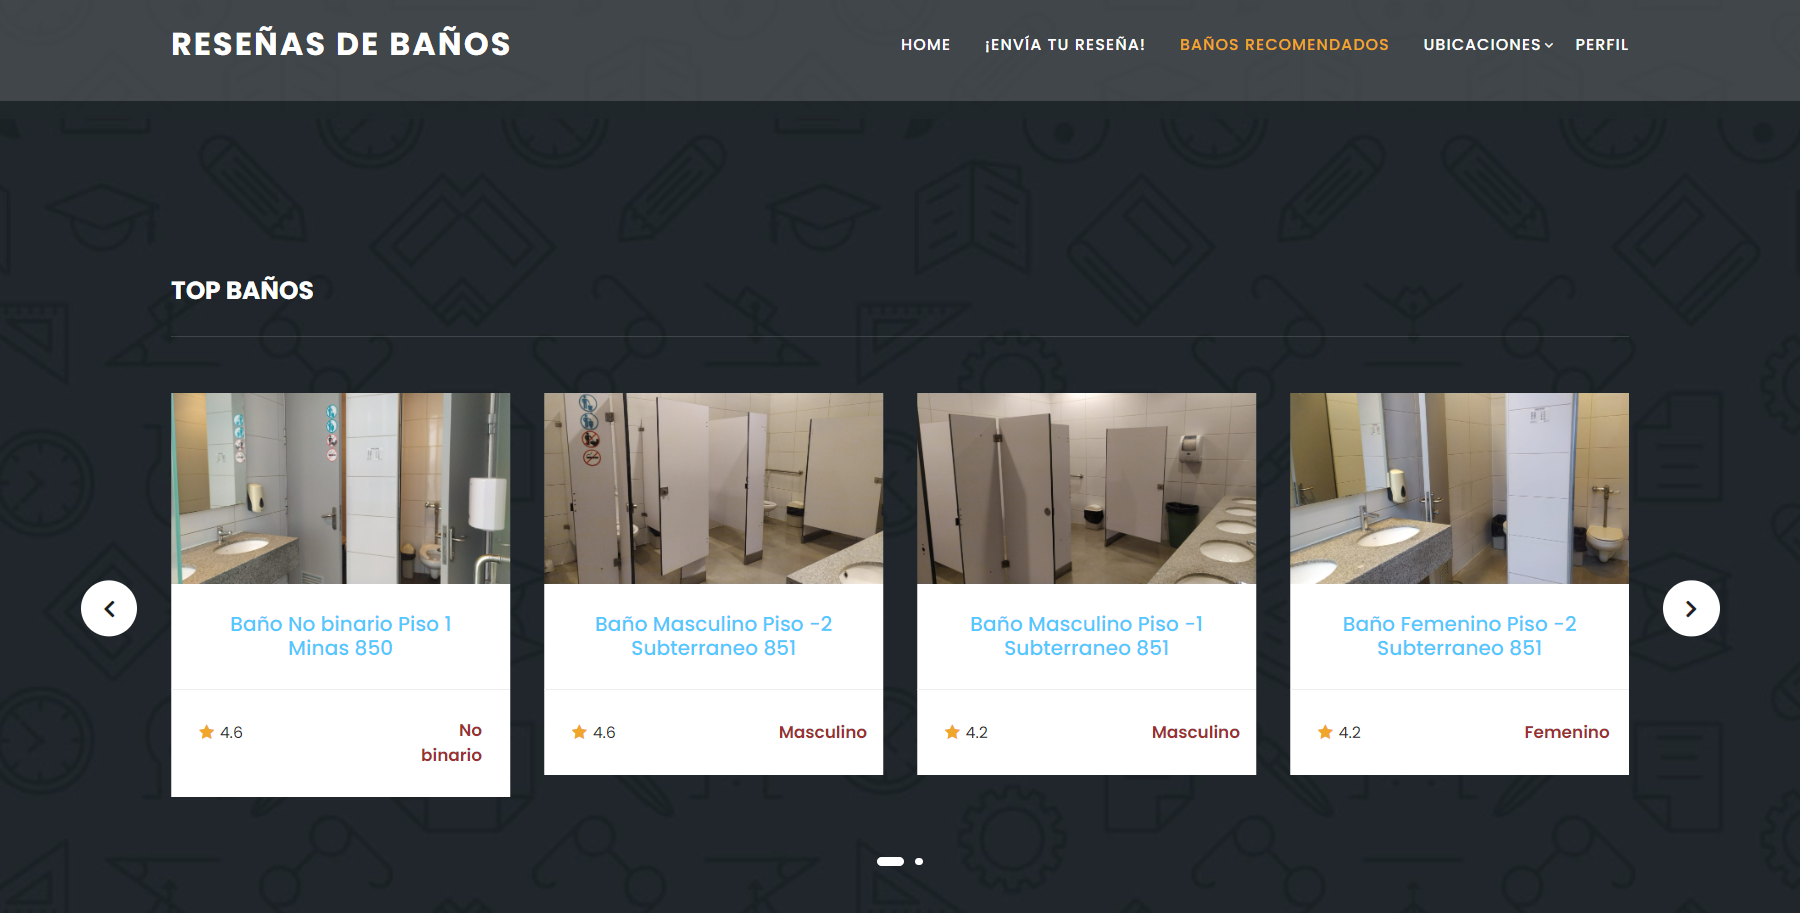 RESEÑAS DE BAÑOS
HOME
¡ENVÍA TU RESEÑA!
BAÑOS RECOMENDADOS
UBICACIONES
PERFIL
TOP BAÑOS
Baño No binario Piso 1
Minas 850
4.6
No
binario
Baño Masculino Piso -2
Subterraneo 851
4.6
Masculino
Baño Masculino Piso -1
Subterraneo 851
4.2
Masculino
Baño Femenino Piso -2
Subterraneo 851
4.2
Femenino